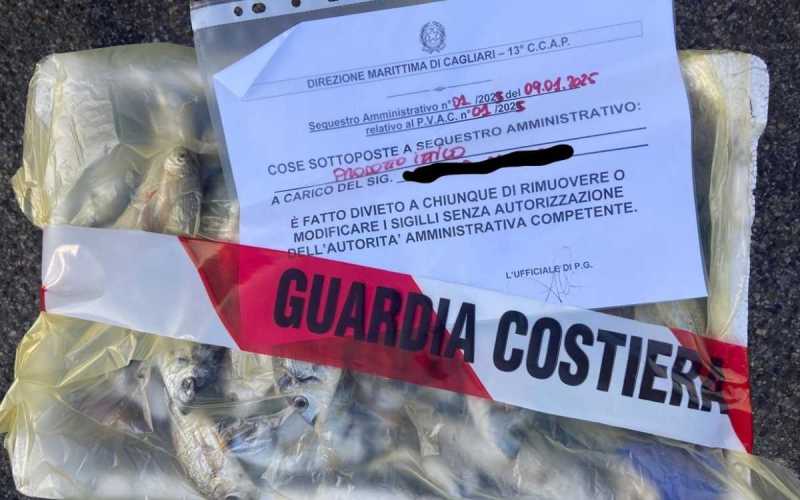 DIREZIONE MARITTIMA DI CAGLIARI – 13° C.C.A.P.
Sequestro Amministrativo n° 01 /2025 del 09.01.2025
relativo al P.V.A.C. n° 01 /2025
COSE SOTTOPOSTE A SEQUESTRO AMMINISTRATIVO:
PRODOTTO ITTICO
A CARICO DEL SIG.
È FATTO DIVIETO A CHIUNQUE DI RIMUOVERE O
MODIFICARE I SIGILLI SENZA AUTORIZZAZIONE
DELL'AUTORITA' AMMINISTRATIVA COMPETENTE.
L'UFFICIALE DI P.G.
GUARDIA COSTIERA